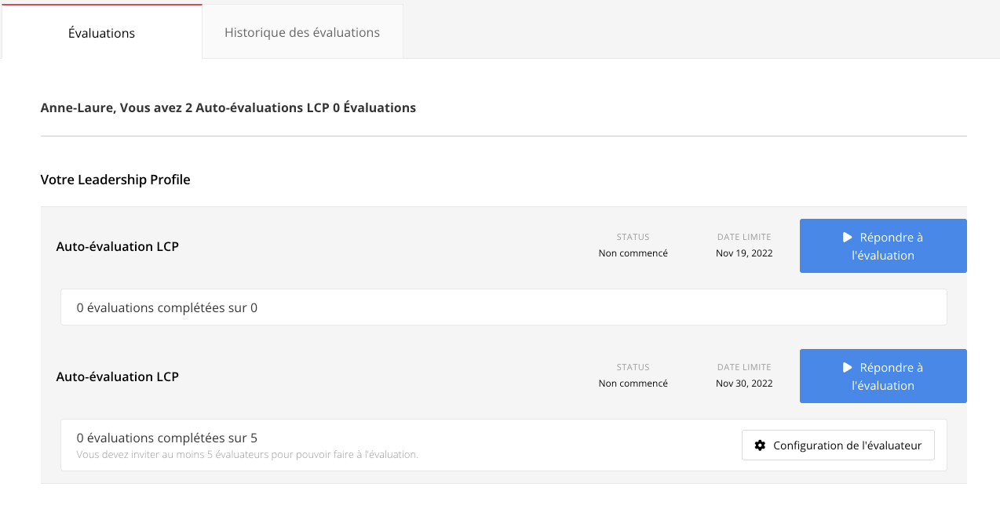 Évaluations
Historique des évaluations
Anne-Laure, Vous avez 2 Auto-évaluations LCP 0 Évaluations
Votre Leadership Profile
Auto-évaluation LCP
STATUS
Non commencé
DATE LIMITE
Nov 19, 2022
Répondre à
l'évaluation
0 évaluations complétées sur 0
Auto-évaluation LCP
STATUS
Non commencé
DATE LIMITE
Nov 30, 2022
Répondre à
l'évaluation
0 évaluations complétées sur 5
Vous devez inviter au moins 5 évaluateurs pour pouvoir faire à l'évaluation.
Configuration de l'évaluateur